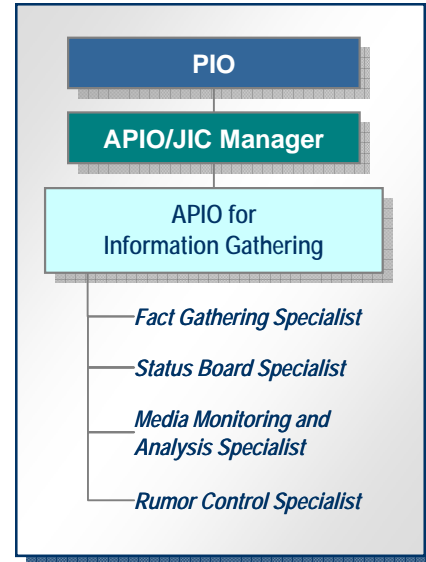 PIO
APIO/JIC Manager
APIO for
Information Gathering
Fact Gathering Specialist
Status Board Specialist
Media Monitoring and
Analysis Specialist
Rumor Control Specialist